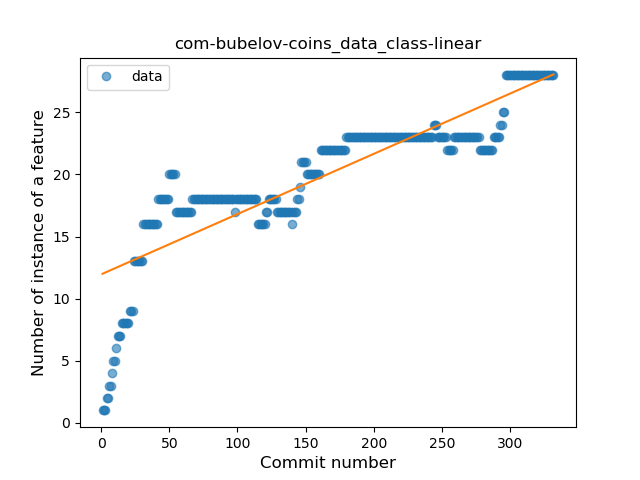 com-bubelov-coins_data_class-linear
data
Number of instance of a feature
25
20
15
10
5
0
0 50 100 150 200 250 300
Commit number